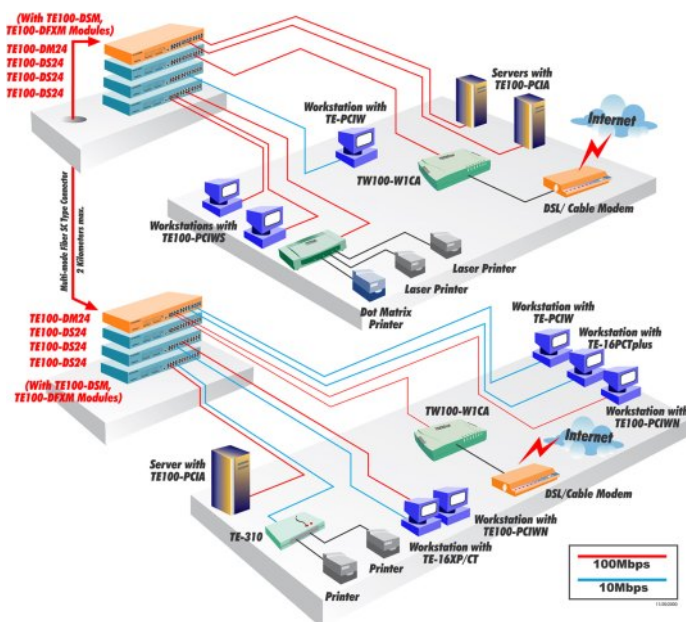 (With TE100-DSM,
TE100-DFXM Modules)
TE100-DM24
TE100-DS24
TE100-DS24
TE100-DS24
Servers with
TE100-PCIA
Workstation with
TE-PCIW
Internet
TW100-W1CA
DSL/ Cable Modem
Workstations with
TE100-PCIWS
Laser Printer
Laser Printer
Dot Matrix
Printer
Multi-mode Fiber SC Type Connector
2 Kilometers max.
TE100-DM24
TE100-DS24
TE100-DS24
TE100-DS24
(With TE100-DSM,
TE100-DFXM Modules)
Workstation with
TE-PCIW
Workstation with
TE-16PCTplus
Workstation with
TE100-PCIWN
TW100-W1CA
Internet
DSL/Cable Modem
Server with
TE100-PCIA
Workstation with
TE100-PCIWN
Workstation with
TE-16XP/CT
TE-310
Printer
Printer
100Mbps
10Mbps